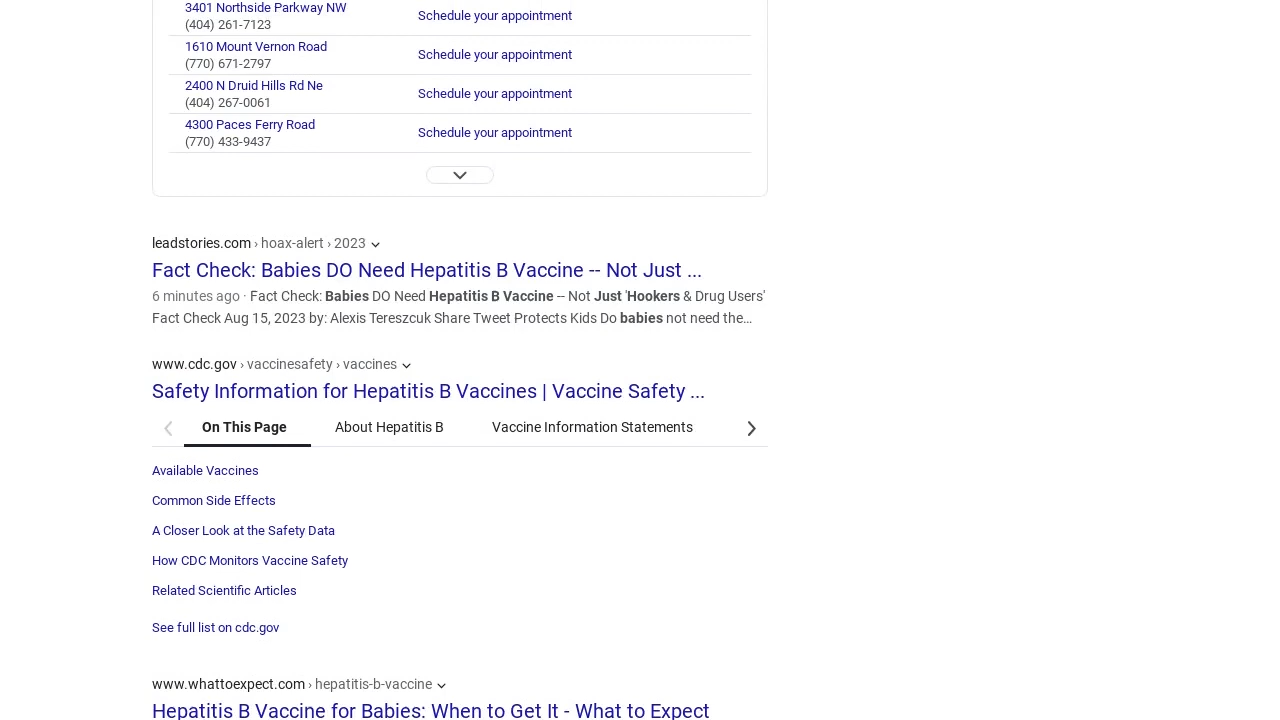 3401 Northside Parkway NW
(404) 261-7123
Schedule your appointment
1610 Mount Vernon Road
(770) 671-2797
Schedule your appointment
2400 N Druid Hills Rd Ne
(404) 267-0061
Schedule your appointment
4300 Paces Ferry Road
(770) 433-9437
Schedule your appointment
leadstories.com › hoax-alert › 2023
Fact Check: Babies DO Need Hepatitis B Vaccine -- Not Just ...
6 minutes ago · Fact Check: Babies DO Need Hepatitis B Vaccine -- Not Just 'Hookers & Drug Users'
Fact Check Aug 15, 2023 by: Alexis Tereszcuk Share Tweet Protects Kids Do babies not need the...
www.cdc.gov › vaccinesafety › vaccines
Safety Information for Hepatitis B Vaccines | Vaccine Safety ...
On This Page About Hepatitis B Vaccine Information Statements
Available Vaccines
Common Side Effects
A Closer Look at the Safety Data
How CDC Monitors Vaccine Safety
Related Scientific Articles
See full list on cdc.gov
www.whattoexpect.com › hepatitis-b-vaccine
Hepatitis B Vaccine for Babies: When to Get It - What to Expect